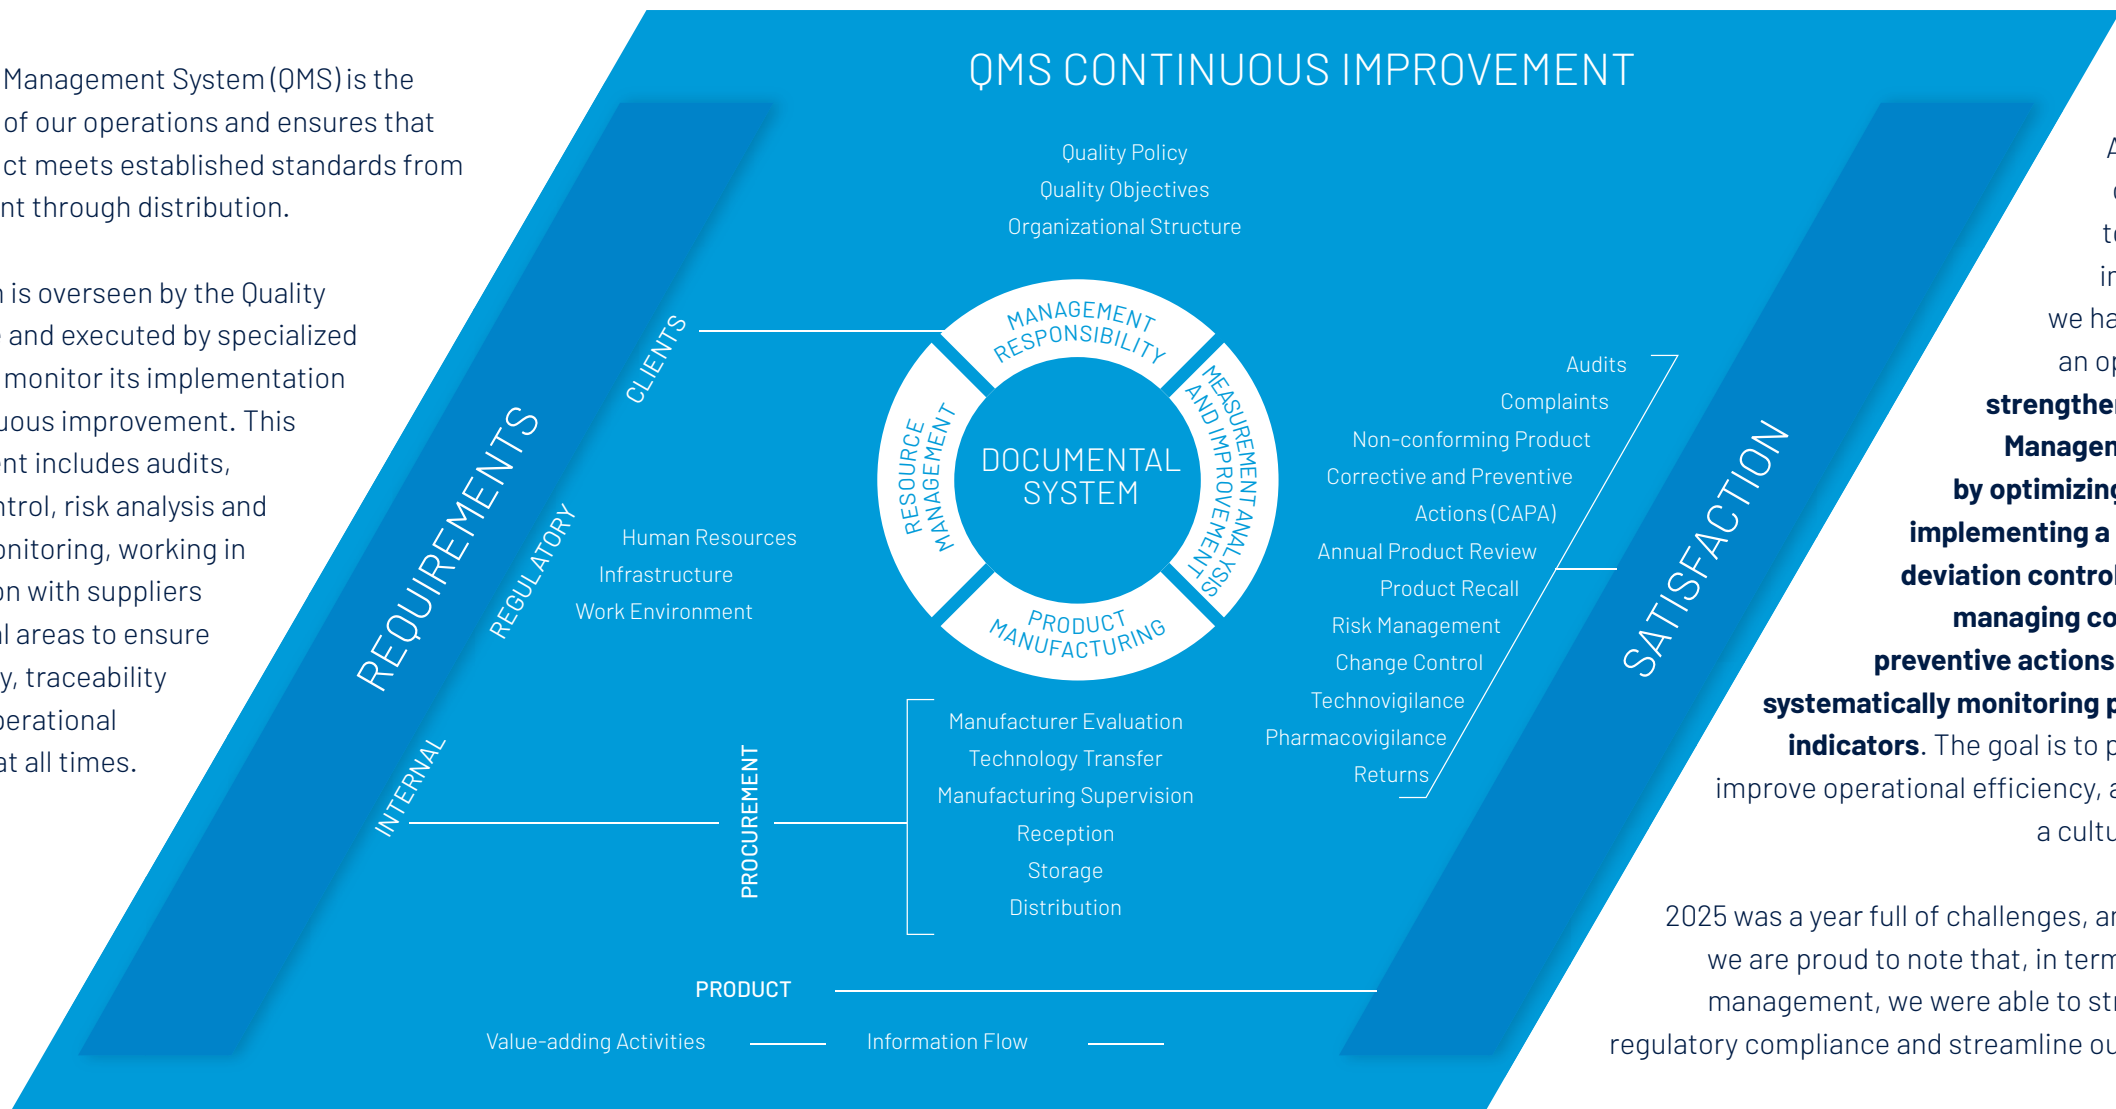 Management System (QMS) is the
of our operations and ensures that
ct meets established standards from
nt through distribution.
is overseen by the Quality
and executed by specialized
monitor its implementation
uous improvement. This
nt includes audits,
ntrol, risk analysis and
onitoring, working in
on with suppliers
al areas to ensure
y, traceability
perational
at all times.
QMS CONTINUOUS IMPROVEMENT
Quality Policy
Quality Objectives
Organizational Structure
REQUIREMENTS
CLIENTS
REGULATORY
INTERNAL
MANAGEMENT
RESPONSIBILITY
RESOURCE
MANAGEMENT
MEASUREMENT ANALYSIS
AND IMPROVEMENT
PRODUCT
MANUFACTURING
DOCUMENTAL
SYSTEM
Human Resources
Infrastructure
Work Environment
Audits
Complaints
Non-conforming Product
Corrective and Preventive
Actions (CAPA)
Annual Product Review
Product Recall
Risk Management
Change Control
Technovigilance
Pharmacovigilance
Returns
PROCUREMENT
Manufacturer Evaluation
Technology Transfer
Manufacturing Supervision
Reception
Storage
Distribution
PRODUCT
Value-adding Activities
Information Flow
SATISFACTION
A
te
in
we ha
an op
strengthe
Managem
by optimizing
implementing a
deviation control
managing co
preventive actions
systematically monitoring p
indicators. The goal is to p
improve operational efficiency, a
a cultu
2025 was a year full of challenges, an
we are proud to note that, in term
management, we were able to str
regulatory compliance and streamline ou